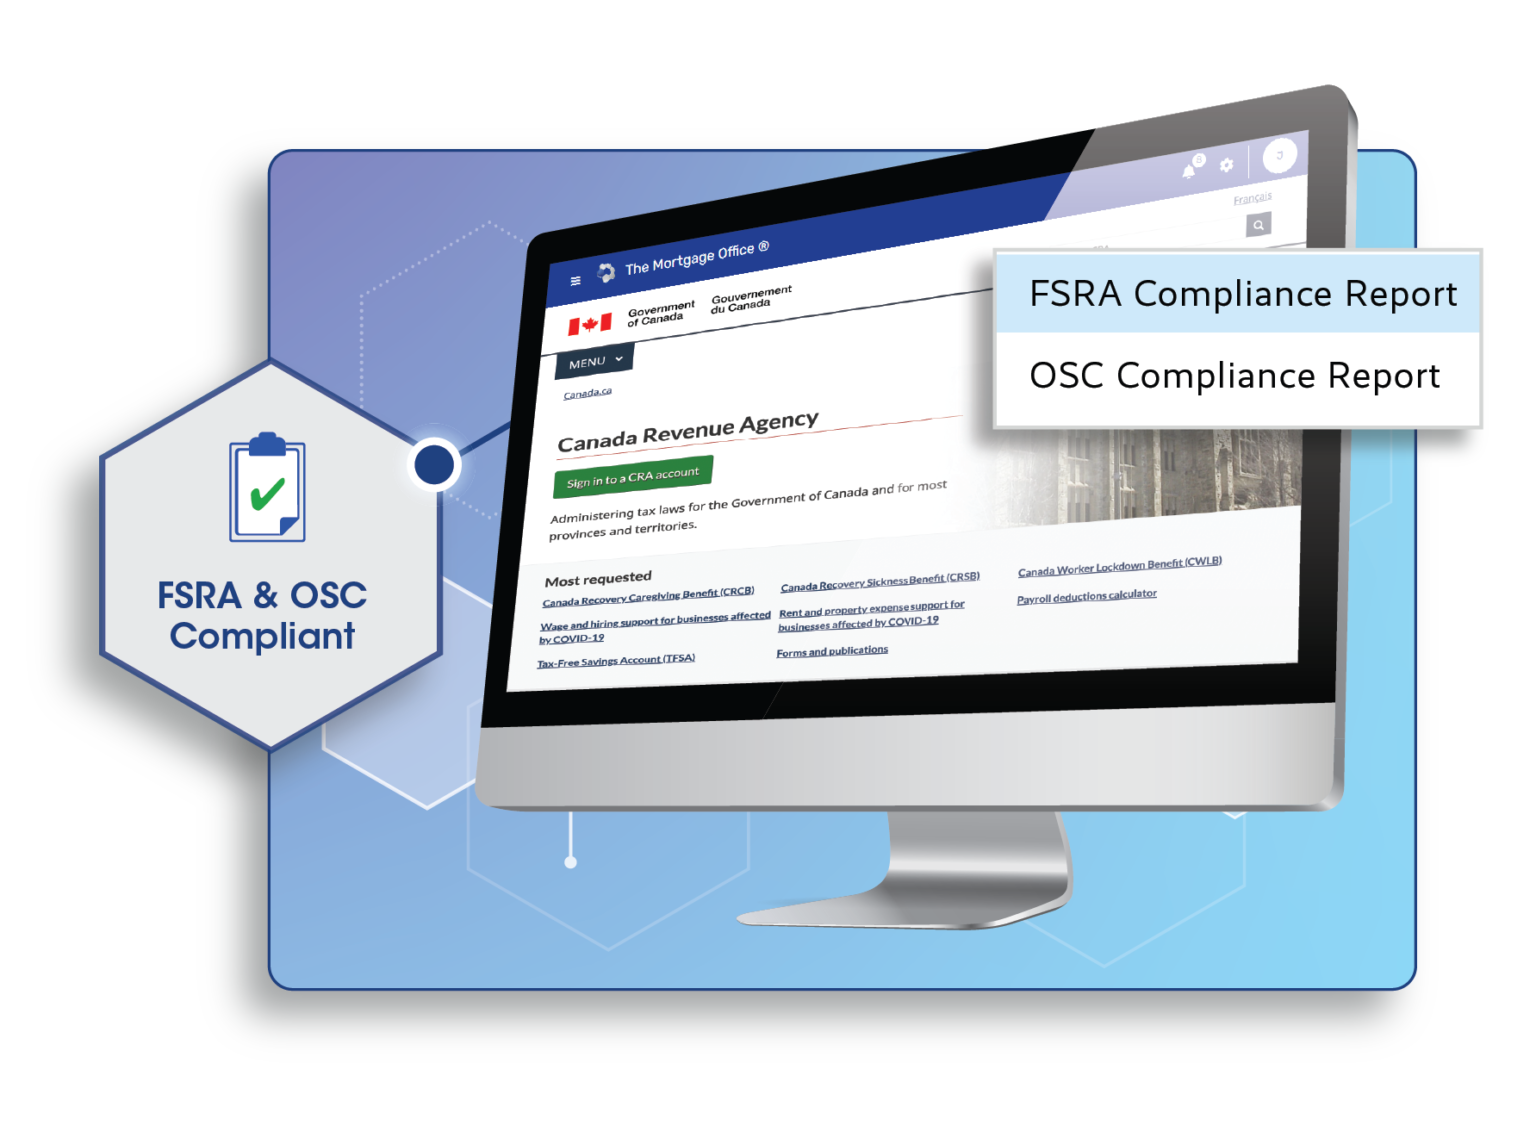 The Mortgage Office ®
8
J
Français
Government
of Canada
Gouvernement
du Canada
MENU
Canada.ca
Canada Revenue Agency
Sign in to a CRA account
Administering tax laws for the Government of Canada and for most
provinces and territories.
Most requested
Canada Recovery Caregiving Benefit (CRCB)
Wage and hiring support for businesses affected
by COVID-19
Tax-Free Savings Account (TFSA)
Canada Recovery Sickness Benefit (CRSB)
Rent and property expense support for
businesses affected by COVID-19
Forms and publications
Canada Worker Lockdown Benefit (CWLB)
Payroll deductions calculator
FSRA Compliance Report
OSC Compliance Report
FSRA & OSC
Compliant